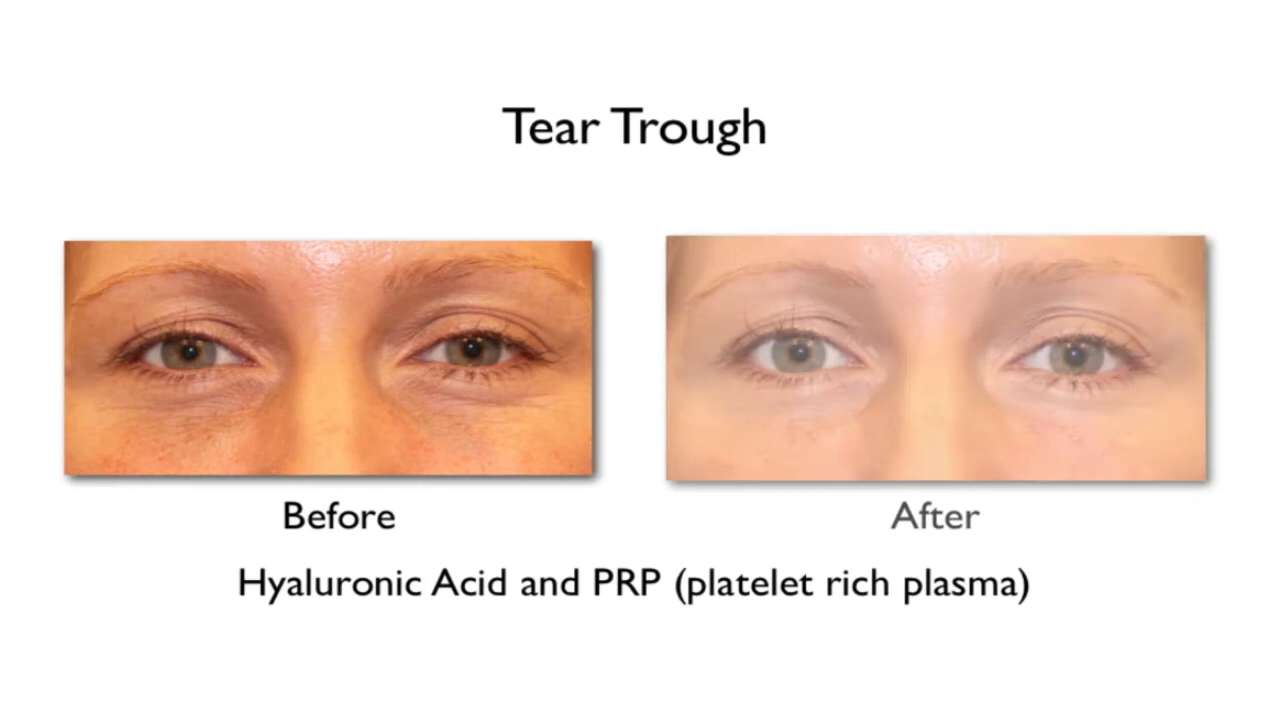 Tear Trough
Before
After
Hyaluronic Acid and PRP (platelet rich plasma)